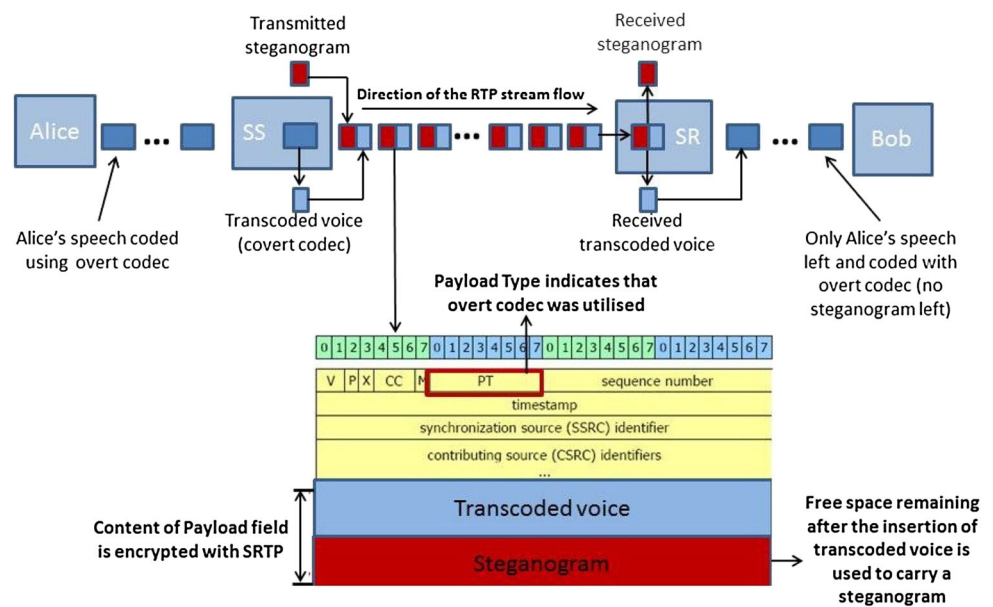 Transmitted
steganogram
Received
steganogram
Direction of the RTP stream flow
Alice
...
SS
...
SR
...
Bob
Transcoded voice
(covert codec)
Received
transcoded voice
Alice's speech coded
using overt codec
Only Alice's speech
left and coded with
overt codec (no
steganogram left)
Payload Type indicates that
overt codec was utilised
0 1 2 3 4 5 6 7 0 1 2 3 4 5 6 7 0 1 2 3 4 5 6 7 0 1 2 3 4 5 6 7
V P X CC M PT sequence number
timestamp
synchronization source (SSRC) identifier
contributing source (CSRC) identifiers
...
Transcoded voice
Steganogram
Content of Payload field
is encrypted with SRTP
Free space remaining
after the insertion of
transcoded voice is
used to carry a
steganogram